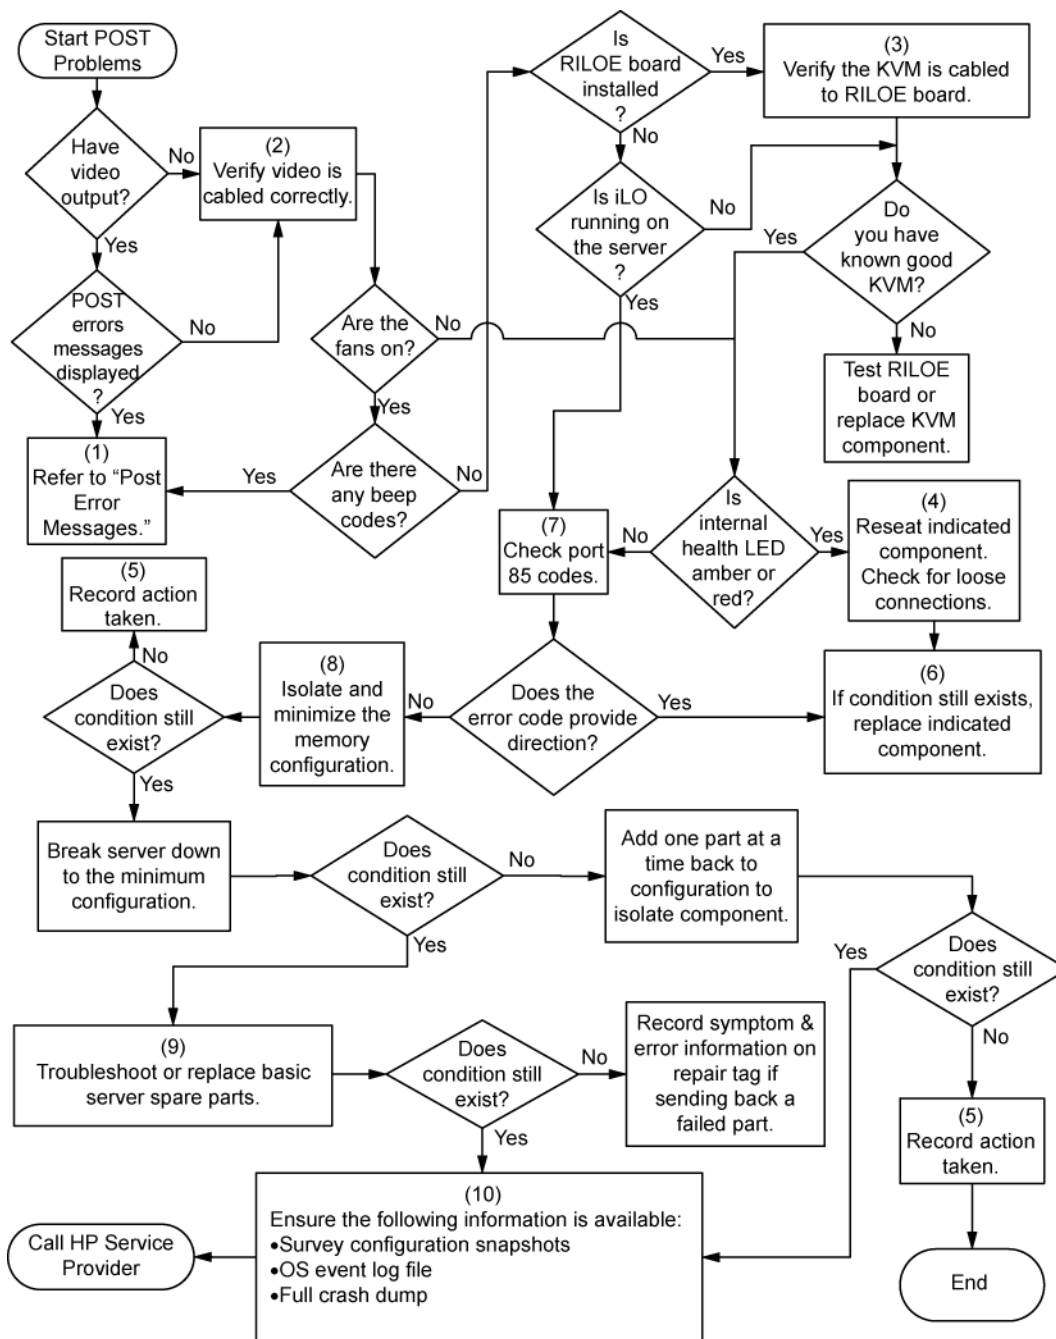 Start POST
Problems
Have
video
output?
No
Yes
(2)
Verify video is
cabled correctly.
POST
errors
messages
displayed
?
No
Yes
(1)
Refer to “Post
Error
Messages.”
Are the
fans on?
No
Yes
Are there
any beep
codes?
Yes
No
Is
RILOE board
installed
?
Yes
No
(3)
Verify the KVM is cabled
to RILOE board.
Is iLO
running on
the server
?
No
Yes
Do
you have
known good
KVM?
Yes
No
Test RILOE
board or
replace KVM
component.
Is
internal
health LED
amber or
red?
No
Yes
(4)
Reseat indicated
component.
Check for loose
connections.
(7)
Check port
85 codes.
(6)
If condition still exists,
replace indicated
component.
Does the
error code provide
direction?
Yes
No
(8)
Isolate and
minimize the
memory
configuration.
(5)
Record action
taken.
No
Does
condition still
exist?
Yes
Break server down
to the minimum
configuration.
Does
condition still
exist?
No
Yes
Add one part at a
time back to
configuration to
isolate component.
Does
condition still
exist?
Yes
No
(9)
Troubleshoot or replace basic
server spare parts.
Does
condition still
exist?
No
Yes
Record symptom &
error information on
repair tag if
sending back a
failed part.
(5)
Record action
taken.
End
(10)
Ensure the following information is available:
•Survey configuration snapshots
•OS event log file
•Full crash dump
Call HP Service
Provider